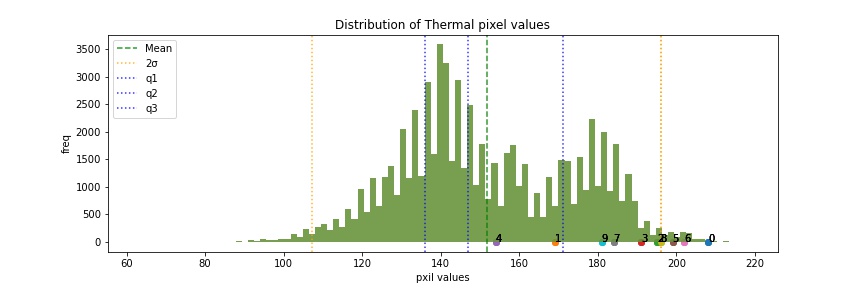 Distribution of Thermal pixel values
freq
3500
3000
2500
2000
1500
1000
500
0
Mean
2σ
q1
q2
q3
4 1 9 7 3 2 8 5 6 0
60 80 100 120 140 160 180 200 220
pxil values